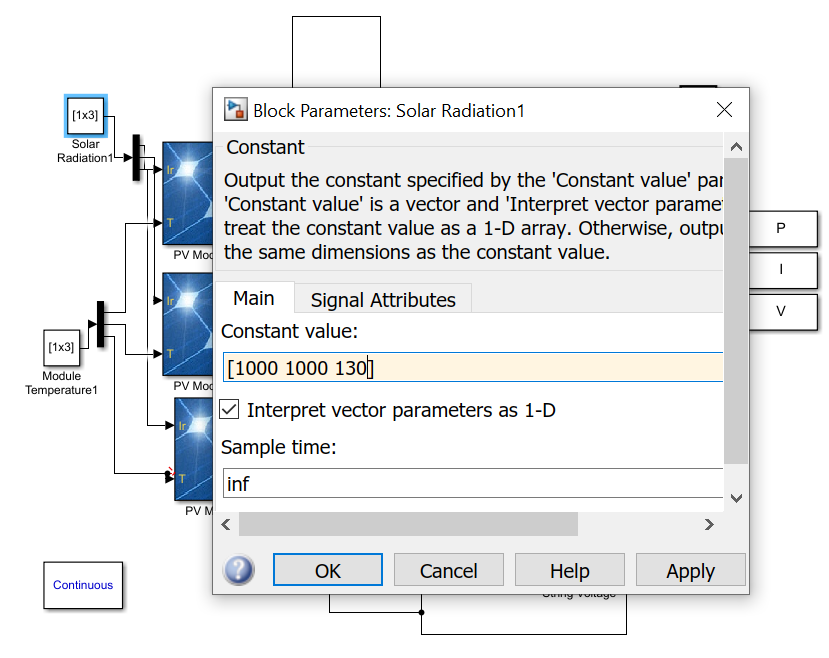 Block Parameters: Solar Radiation1
[1x3]
Solar
Radiation1
Constant
Ir
Output the constant specified by the 'Constant value' par
'Constant value' is a vector and 'Interpret vector parame
T
treat the constant value as a 1-D array. Otherwise, outpu
P
the same dimensions as the constant value.
PV Mod
I
Main
Signal Attributes
Ir
V
Constant value:
[1x3]
T
[1000 1000 130]
Module
Temperature1
PV Mod
Interpret vector parameters as 1-D
Ir
Sample time:
T
inf
PV M
OK
Cancel
Help
Apply
Continuous
String Voltage